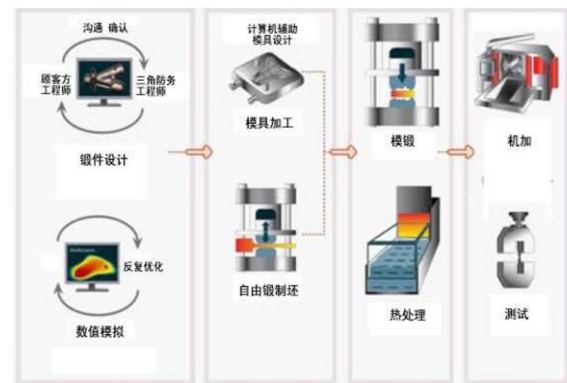 沟通 确认
顾客方
工程师
三角防务
工程师
锻件设计
反复优化
数值模拟
计算机辅助
模具设计
模具加工
自由锻制坯
模锻
热处理
机加
测试